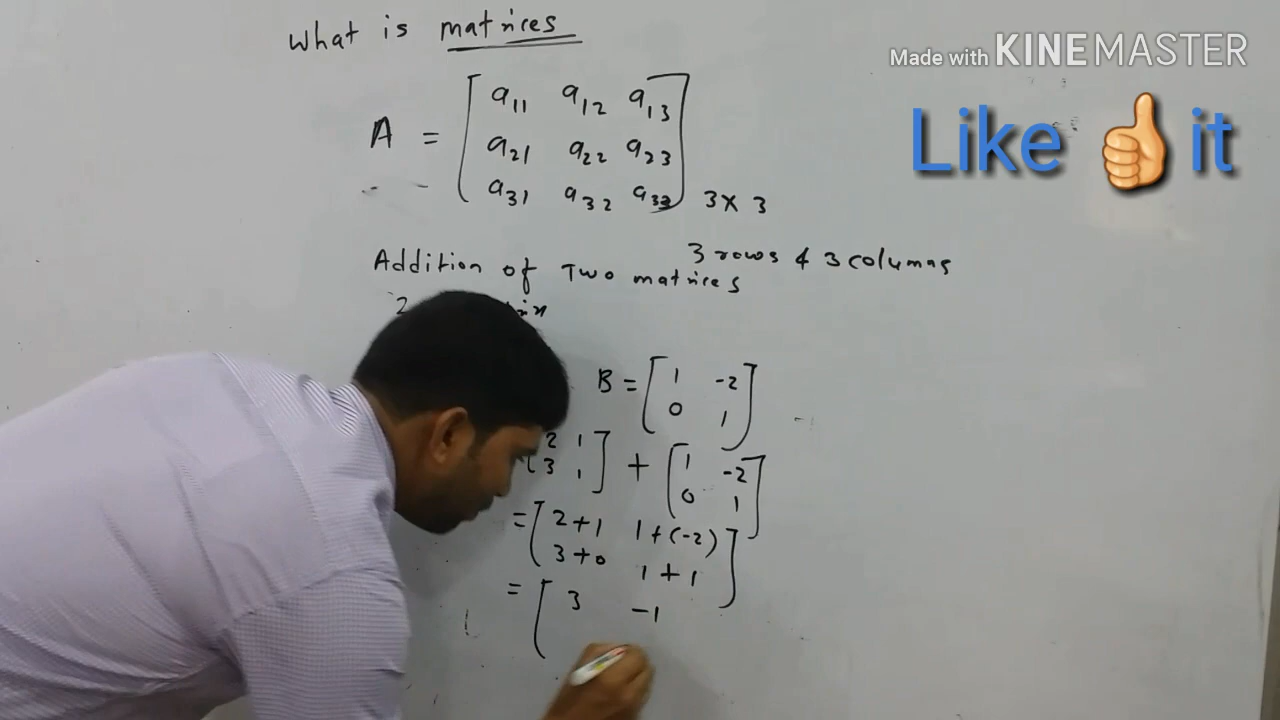 What is matrices
Made with KINEMASTER
Like 👍 it
A = [ a11 a12 a13
a21 a22 a23
a31 a32 a33 ] 3x3
3 rows & 3 columns
Addition of Two matrices
2
B = [ 1 -2
0 1 ]
2 1 ] + [ 1 -2
3 1 ] [ 0 1 ]
= [ 2+1 1+(-2)
3+0 1+1 ]
= [ 3 -1